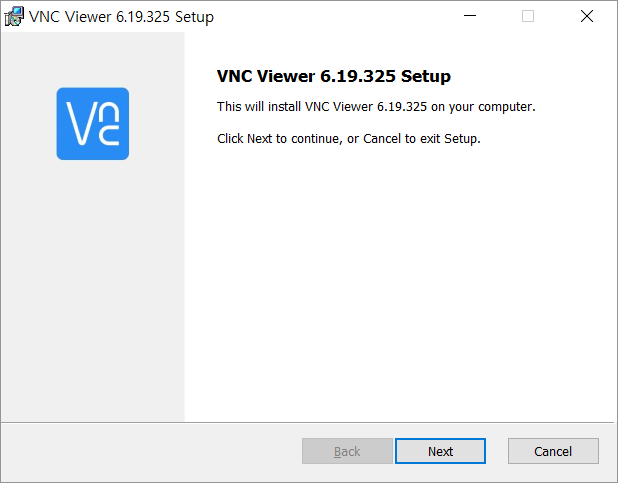 VNC Viewer 6.19.325 Setup
Vnc
VNC Viewer 6.19.325 Setup
This will install VNC Viewer 6.19.325 on your computer.
Click Next to continue, or Cancel to exit Setup.
Back
Next
Cancel